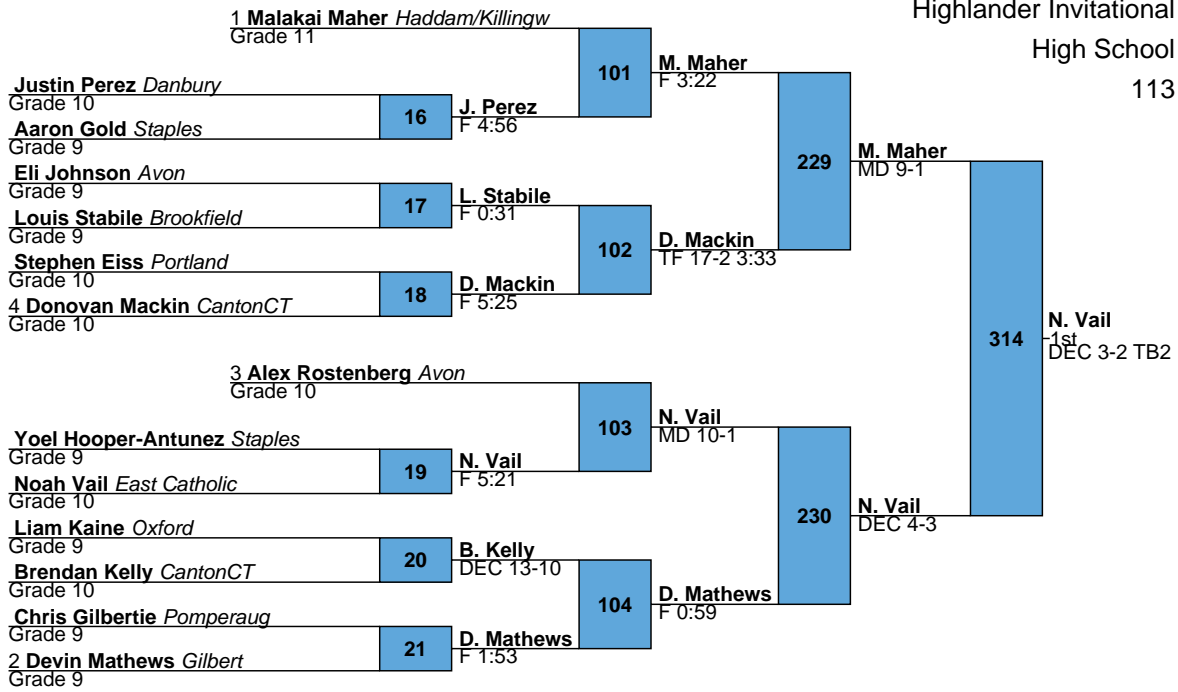 Highlander Invitational
High School
113
1 Malakai Maher Haddam/Killingw
Grade 11
101
M. Maher
F 3:22
Justin Perez Danbury
Grade 10
16
J. Perez
F 4:56
Aaron Gold Staples
Grade 9
229
M. Maher
MD 9-1
Eli Johnson Avon
Grade 9
17
L. Stabile
F 0:31
Louis Stabile Brookfield
Grade 9
102
D. Mackin
TF 17-2 3:33
Stephen Eiss Portland
Grade 10
18
D. Mackin
F 5:25
4 Donovan Mackin CantonCT
Grade 10
314
N. Vail
1st
DEC 3-2 TB2
3 Alex Rostenberg Avon
Grade 10
103
N. Vail
MD 10-1
Yoel Hooper-Antunez Staples
Grade 9
19
N. Vail
F 5:21
Noah Vail East Catholic
Grade 10
230
N. Vail
DEC 4-3
Liam Kaine Oxford
Grade 9
20
B. Kelly
DEC 13-10
Brendan Kelly CantonCT
Grade 10
104
D. Mathews
F 0:59
Chris Gilbertie Pomperaug
Grade 9
21
D. Mathews
F 1:53
2 Devin Mathews Gilbert
Grade 9